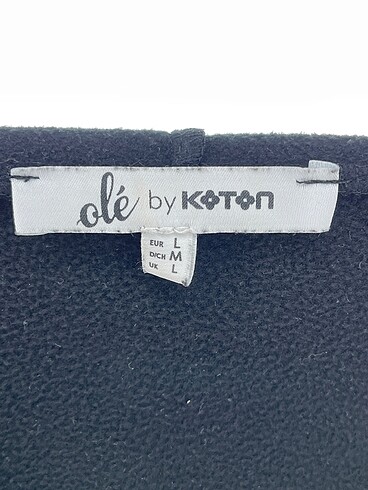 olé by KOTON
EUR L
D/CH M
UK L